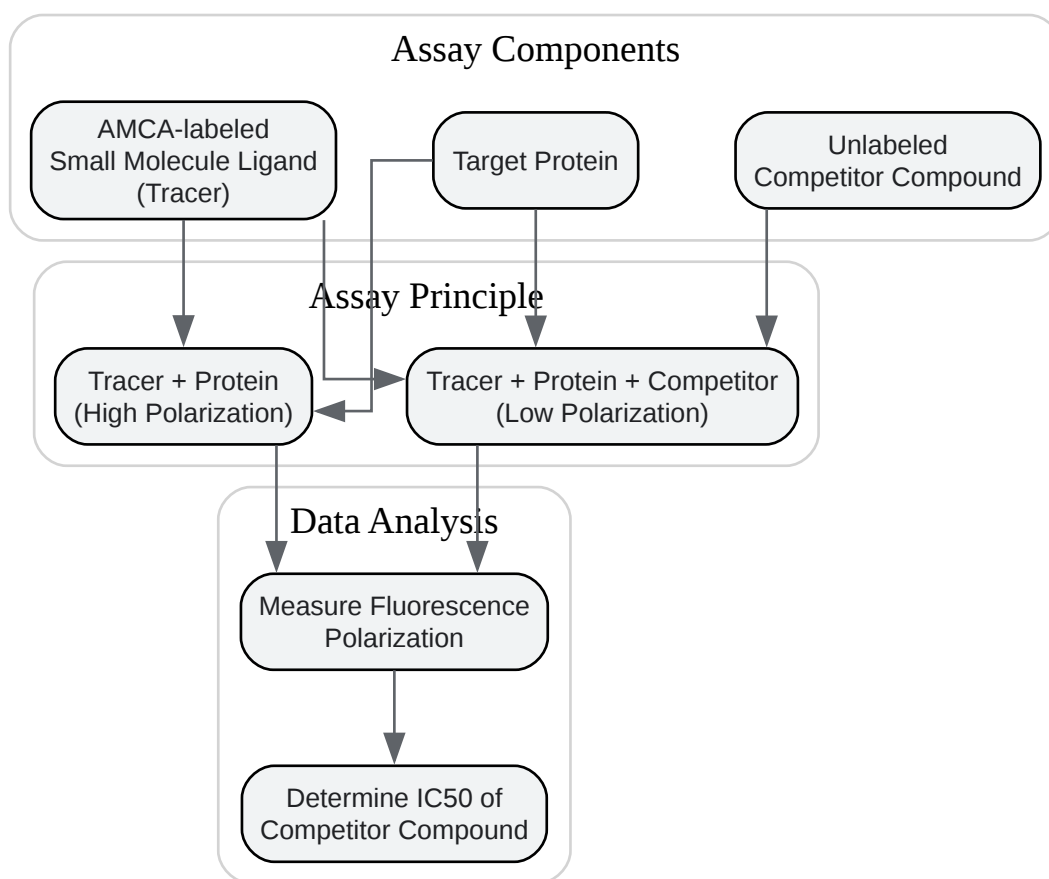 Assay Components
AMCA-labeled
Small Molecule Ligand
(Tracer)
Target Protein
Unlabeled
Competitor Compound
Assay Principle
Tracer + Protein
(High Polarization)
Tracer + Protein + Competitor
(Low Polarization)
Data Analysis
Measure Fluorescence
Polarization
Determine IC50 of
Competitor Compound